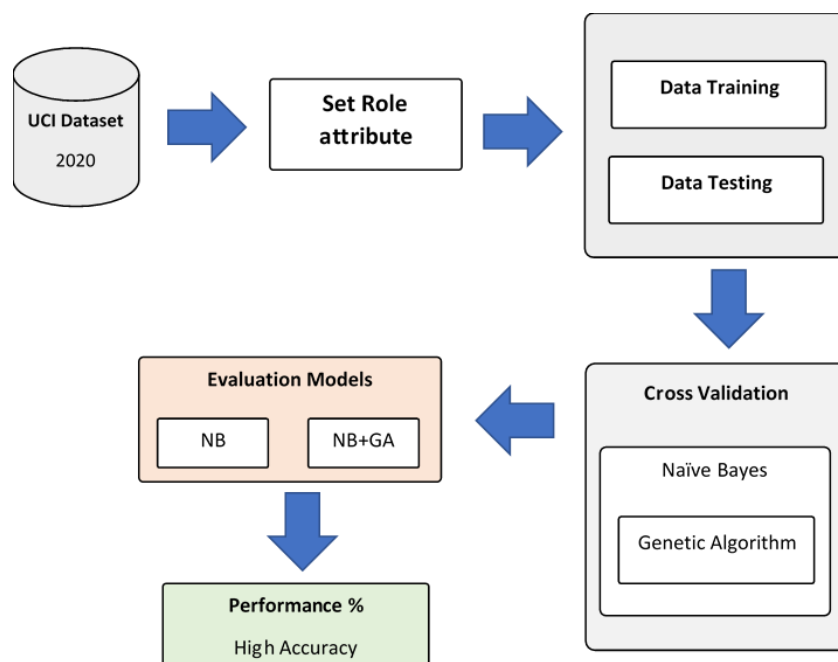 UCI Dataset
2020
Set Role
attribute
Data Training
Data Testing
Cross Validation
Naïve Bayes
Genetic Algorithm
Evaluation Models
NB
NB+GA
Performance %
High Accuracy